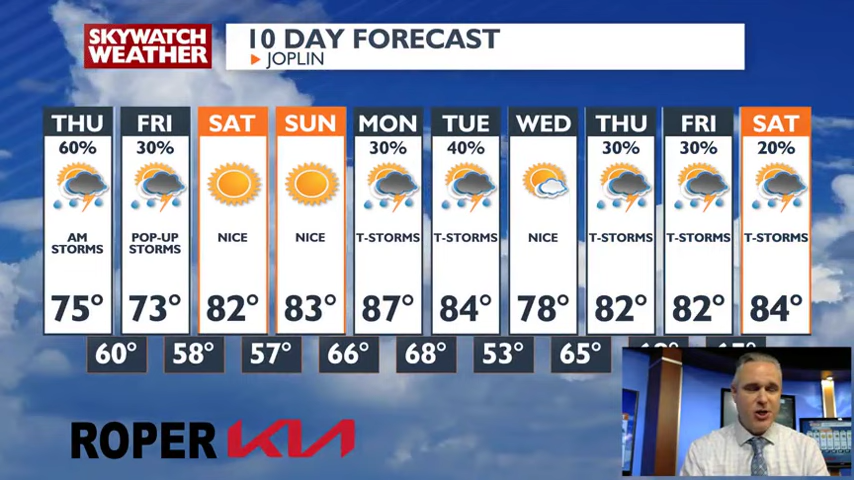 SKYWATCH
WEATHER
10 DAY FORECAST
JOPLIN
THU FRI SAT SUN MON TUE WED THU FRI SAT
60% 30% 30% 40% 30% 30% 20%
AM STORMS
POP-UP STORMS
NICE
NICE
T-STORMS
T-STORMS
NICE
T-STORMS
T-STORMS
T-STORMS
75° 73° 82° 83° 87° 84° 78° 82° 82° 84°
60° 58° 57° 66° 68° 53° 65°
ROPER KIA